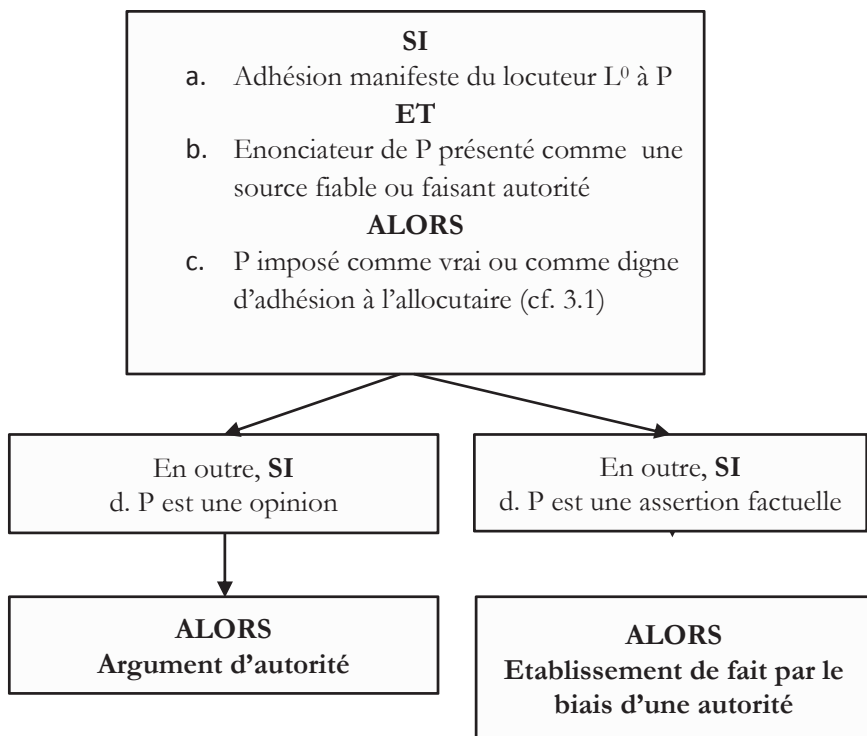 SI
a. Adhésion manifeste du locuteur L⁰ à P
ET
b. Enonciateur de P présenté comme une
source fiable ou faisant autorité
ALORS
c. P imposé comme vrai ou comme digne
d’adhésion à l’allocutaire (cf. 3.1)
En outre, SI
d. P est une opinion
En outre, SI
d. P est une assertion factuelle
ALORS
Argument d’autorité
ALORS
Etablissement de fait par le
biais d’une autorité